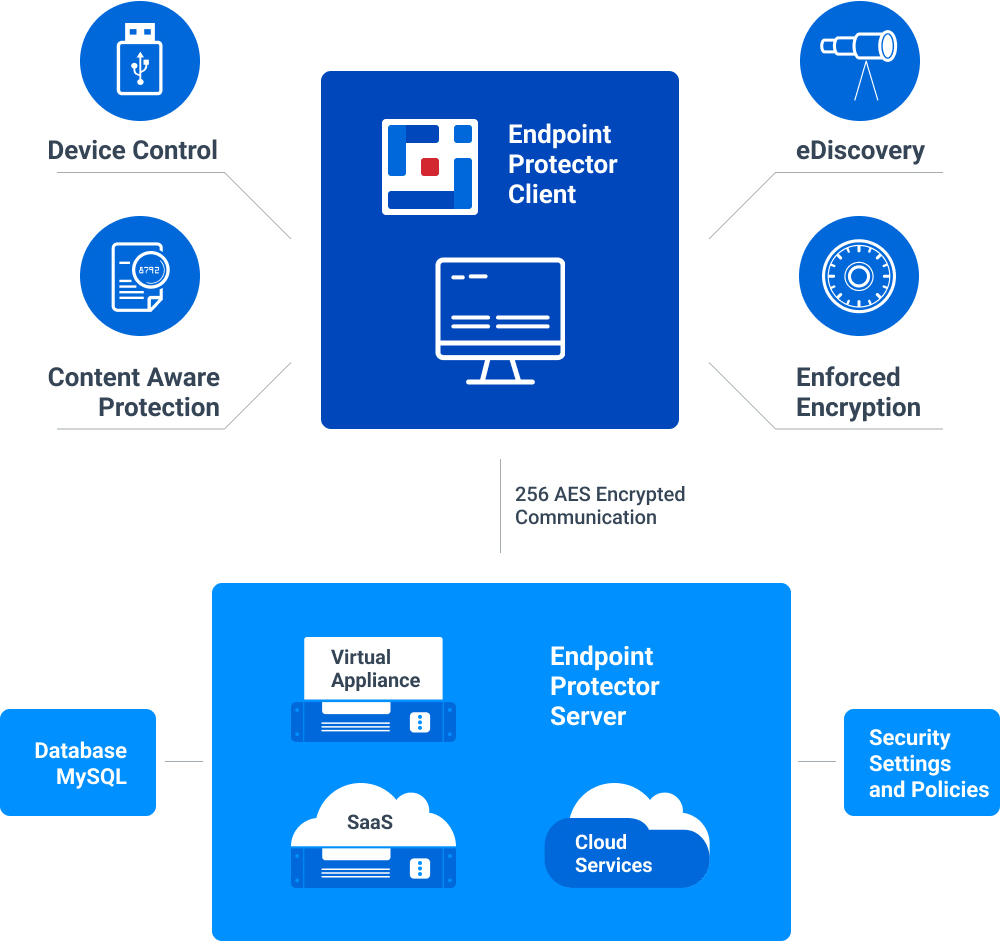 Device Control
eDiscovery
Endpoint
Protector
Client
8792
Content Aware
Protection
Enforced
Encryption
256 AES Encrypted
Communication
Virtual
Appliance
Endpoint
Protector
Server
Database
MySQL
Security
Settings
and Policies
SaaS
Cloud
Services